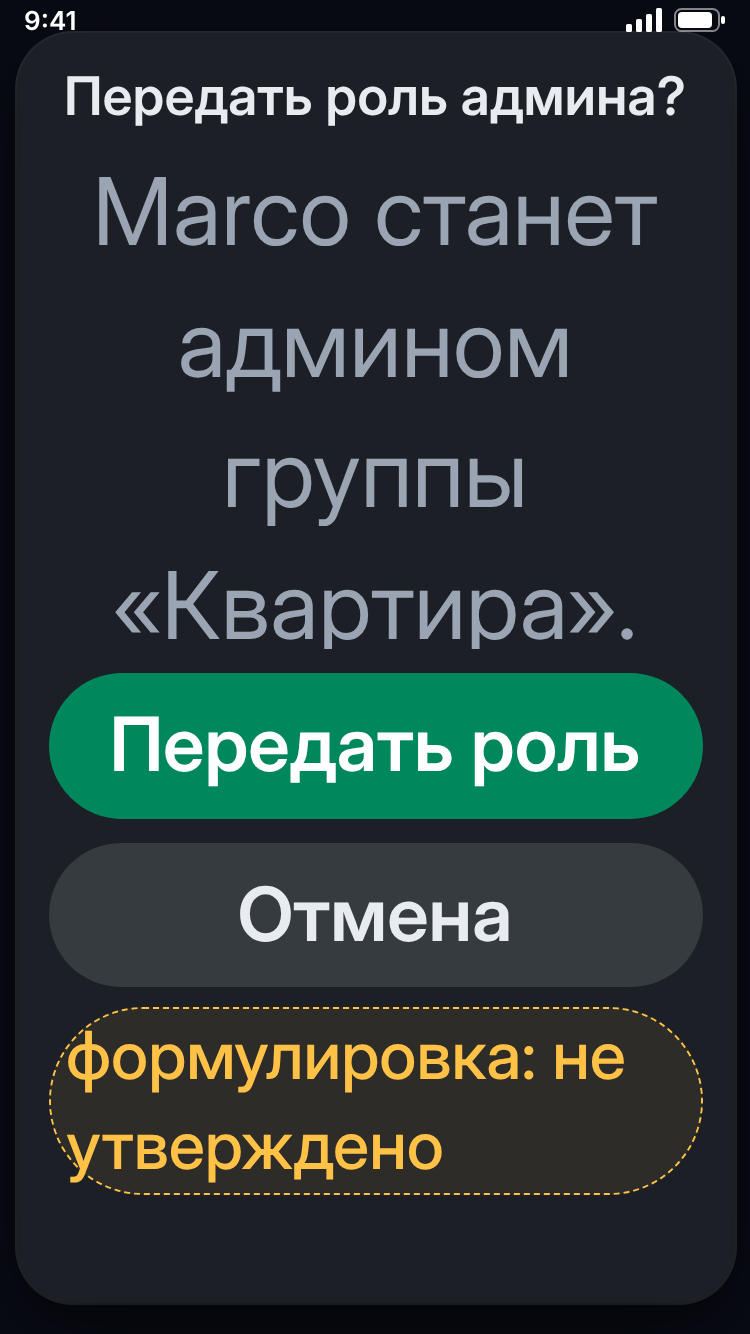 9:41
Передать роль админа?
Marco станет
админом
группы
«Квартира».
Передать роль
Отмена
формулировка: не
утверждено